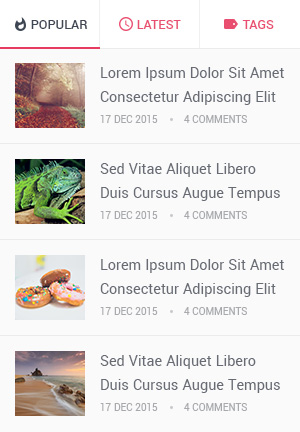 POPULAR LATEST TAGS
Lorem Ipsum Dolor Sit Amet
Consectetur Adipiscing Elit
17 DEC 2015 • 4 COMMENTS
Sed Vitae Aliquet Libero
Duis Cursus Augue Tempus
17 DEC 2015 • 4 COMMENTS
Lorem Ipsum Dolor Sit Amet
Consectetur Adipiscing Elit
17 DEC 2015 • 4 COMMENTS
Sed Vitae Aliquet Libero
Duis Cursus Augue Tempus
17 DEC 2015 • 4 COMMENTS